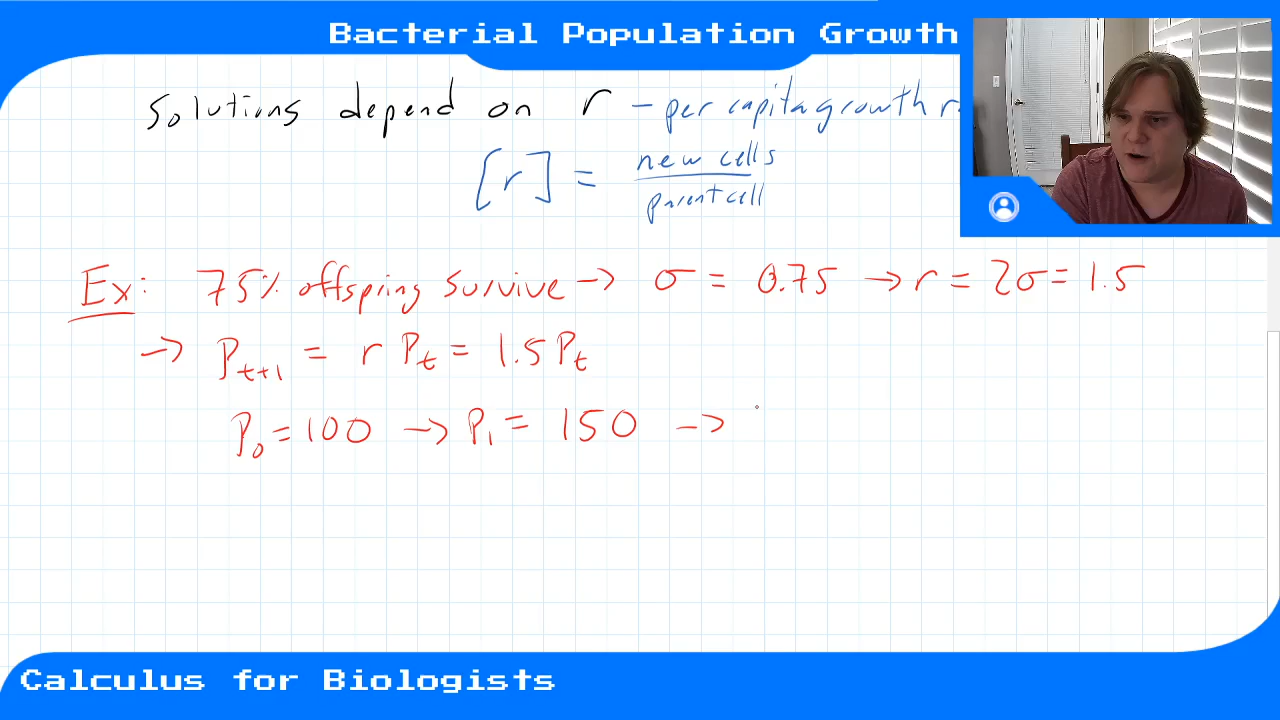 Bacterial Population Growth
Solutions depend on r - per capita growth
[r] = new cells
parent cell
Ex: 75% offspring survive → σ = 0.75 → r = 2σ = 1.5
→ P_{t+1} = r P_t = 1.5 P_t
P_0 = 100 → P_1 = 150 →
Calculus for Biologists